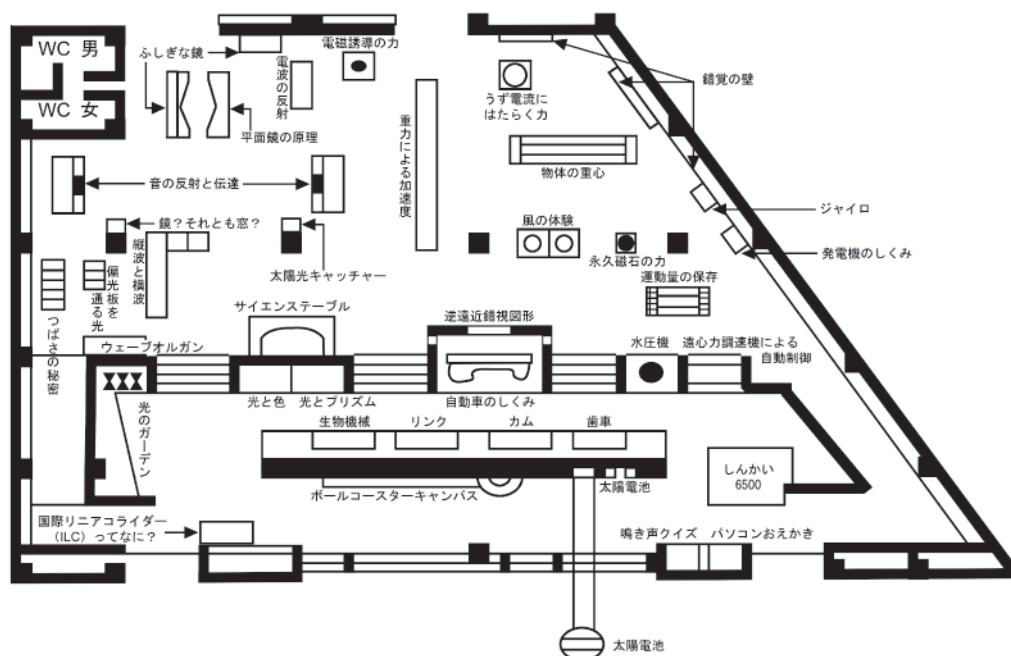 WC 男
WC 女
ふしぎな鏡
電磁誘導の力
電波の反射
平面鏡の原理
重力による加速度
うず電流に
はたらく力
錯覚の壁
物体の重心
音の反射と伝達
ジャイロ
鏡?それとも窓?
風の体験
発電機のしくみ
縦波と横波
太陽光キャッチャー
永久磁石の力
偏光板を
通る光
運動量の保存
つばさの秘密
サイエンステーブル
逆遠近錯視図形
ウェーブオルガン
水圧機
遠心力調速機による
自動制御
光と色
光とプリズム
自動車のしくみ
光のガーデン
生物機械
リンク
カム
歯車
しんかい
6500
太陽電池
ボールコースターキャンバス
国際リニアコライダー
(ILC)ってなに?
鳴き声クイズ
パソコンおえかき
太陽電池